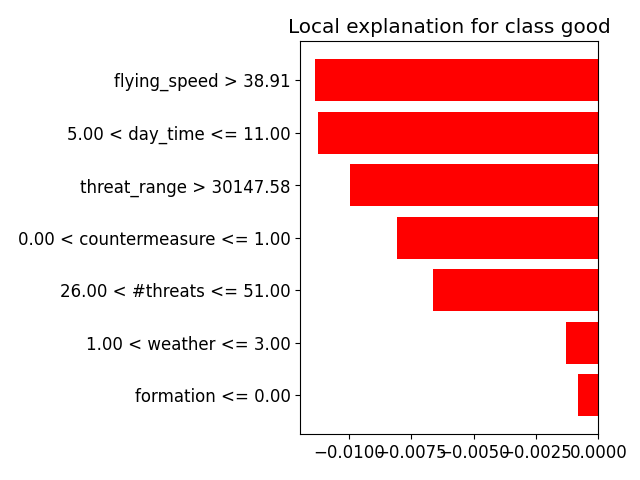 Local explanation for class good
flying_speed > 38.91
5.00 < day_time <= 11.00
threat_range > 30147.58
0.00 < countermeasure <= 1.00
26.00 < #threats <= 51.00
1.00 < weather <= 3.00
formation <= 0.00
−0.0100 −0.0075 −0.0050 −0.0025 0.0000